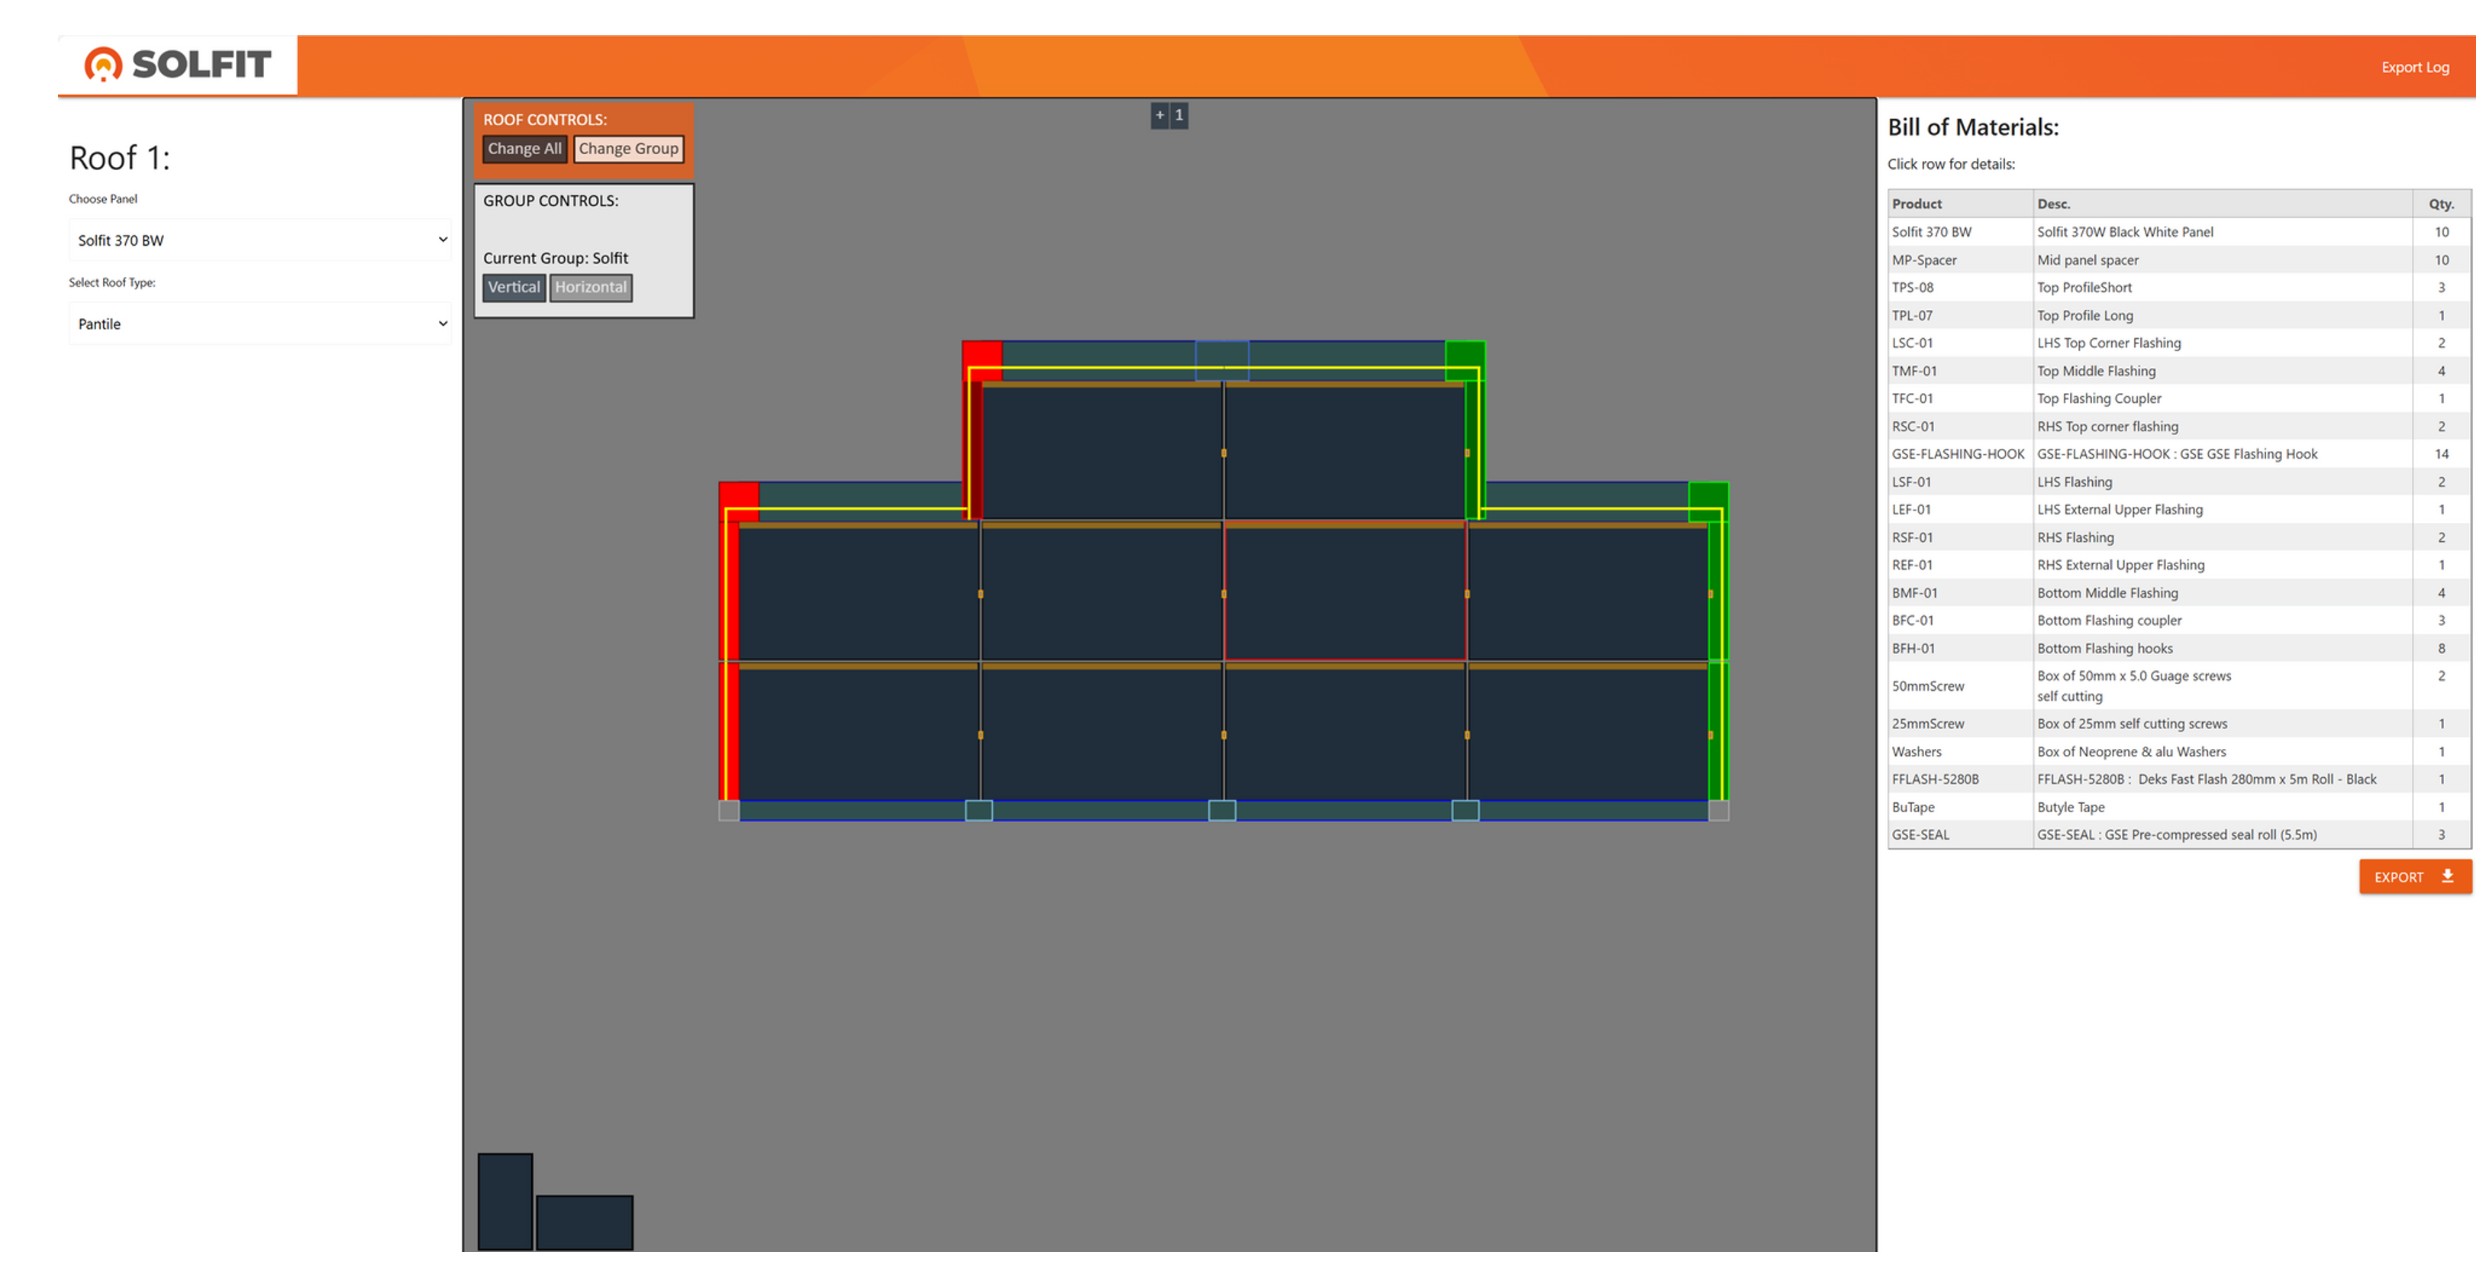 SOLFIT
Export Log
Roof 1:
Choose Panel
Solfit 370 BW
Select Roof Type:
Pantile
ROOF CONTROLS:
Change All Change Group
GROUP CONTROLS:
Current Group: Solfit
Vertical Horizontal
+ 1
Bill of Materials:
Click row for details:
Product Desc. Qty.
Solfit 370 BW Solfit 370W Black White Panel 10
MP-Spacer Mid panel spacer 10
TPS-08 Top ProfileShort 3
TPL-07 Top Profile Long 1
LSC-01 LHS Top Corner Flashing 2
TMF-01 Top Middle Flashing 4
TFC-01 Top Flashing Coupler 1
RSC-01 RHS Top corner flashing 2
GSE-FLASHING-HOOK GSE-FLASHING-HOOK : GSE GSE Flashing Hook 14
LSF-01 LHS Flashing 2
LEF-01 LHS External Upper Flashing 1
RSF-01 RHS Flashing 2
REF-01 RHS External Upper Flashing 1
BMF-01 Bottom Middle Flashing 4
BFC-01 Bottom Flashing coupler 3
BFH-01 Bottom Flashing hooks 8
50mmScrew Box of 50mm x 5.0 Guage screws 2
self cutting
25mmScrew Box of 25mm self cutting screws 1
Washers Box of Neoprene & alu Washers 1
FFLASH-5280B FFLASH-5280B : Deks Fast Flash 280mm x 5m Roll - Black 1
BuTape Butyle Tape 1
GSE-SEAL GSE-SEAL : GSE Pre-compressed seal roll (5.5m) 3
EXPORT